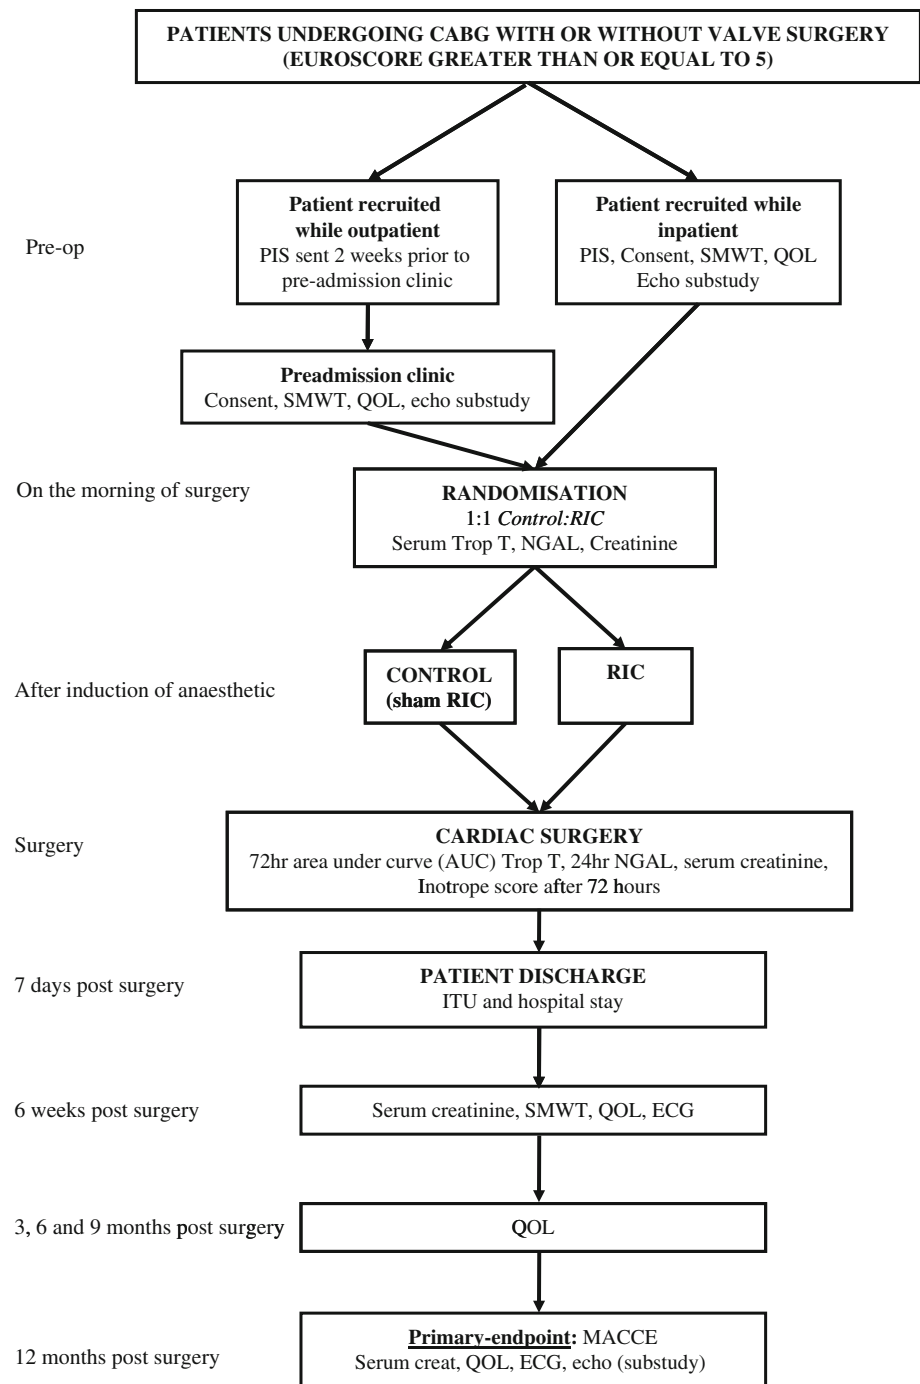 PATIENTS UNDERGOING CABG WITH OR WITHOUT VALVE SURGERY
(EUROSCORE GREATER THAN OR EQUAL TO 5)
Pre-op
Patient recruited
while outpatient
PIS sent 2 weeks prior to
pre-admission clinic
Patient recruited while
inpatient
PIS, Consent, SMWT, QOL
Echo substudy
Preadmission clinic
Consent, SMWT, QOL, echo substudy
On the morning of surgery
RANDOMISATION
1:1 Control:RIC
Serum Trop T, NGAL, Creatinine
After induction of anaesthetic
CONTROL
(sham RIC)
RIC
Surgery
CARDIAC SURGERY
72hr area under curve (AUC) Trop T, 24hr NGAL, serum creatinine,
Inotrope score after 72 hours
7 days post surgery
PATIENT DISCHARGE
ITU and hospital stay
6 weeks post surgery
Serum creatinine, SMWT, QOL, ECG
3, 6 and 9 months post surgery
QOL
12 months post surgery
Primary-endpoint: MACCE
Serum creat, QOL, ECG, echo (substudy)